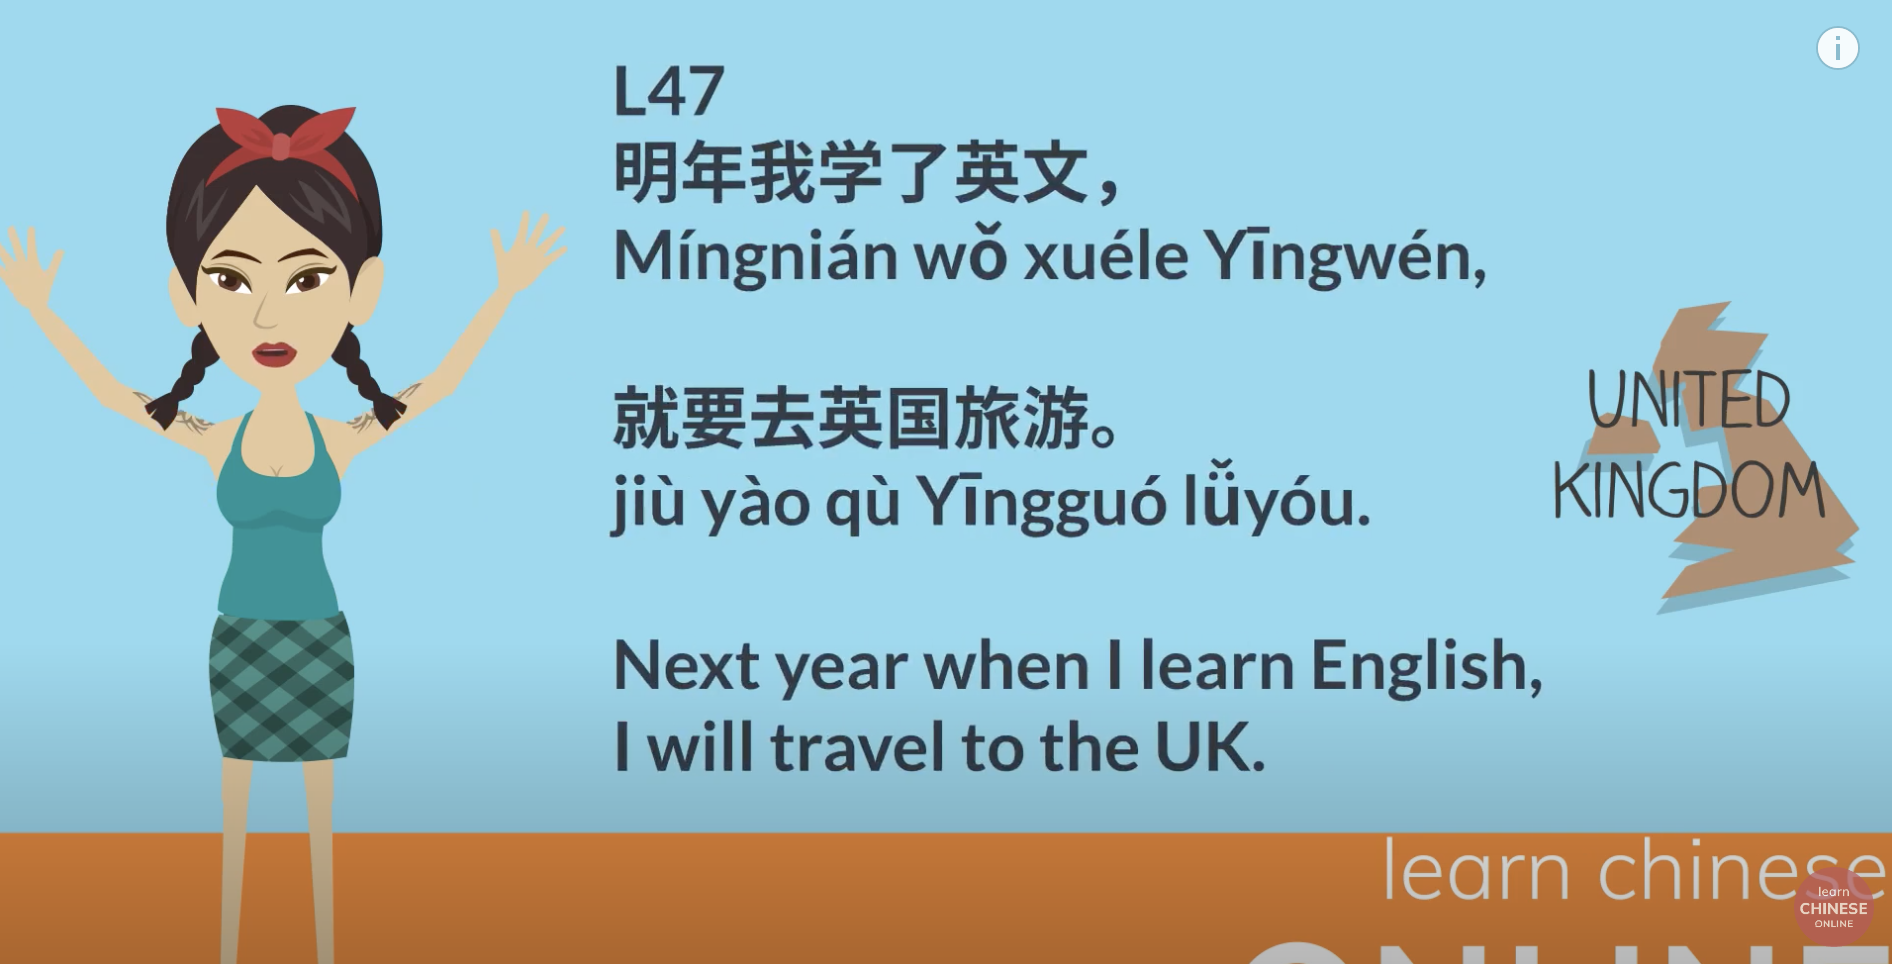 L47
明年我学了英文，
Míngnián wǒ xuéle Yīngwén,
就要去英国旅游。
jiù yào qù Yīngguó lǚyóu.
Next year when I learn English,
I will travel to the UK.
UNITED
KINGDOM
i
learn chinese
learn
CHINESE
ONLINE
ONLINE